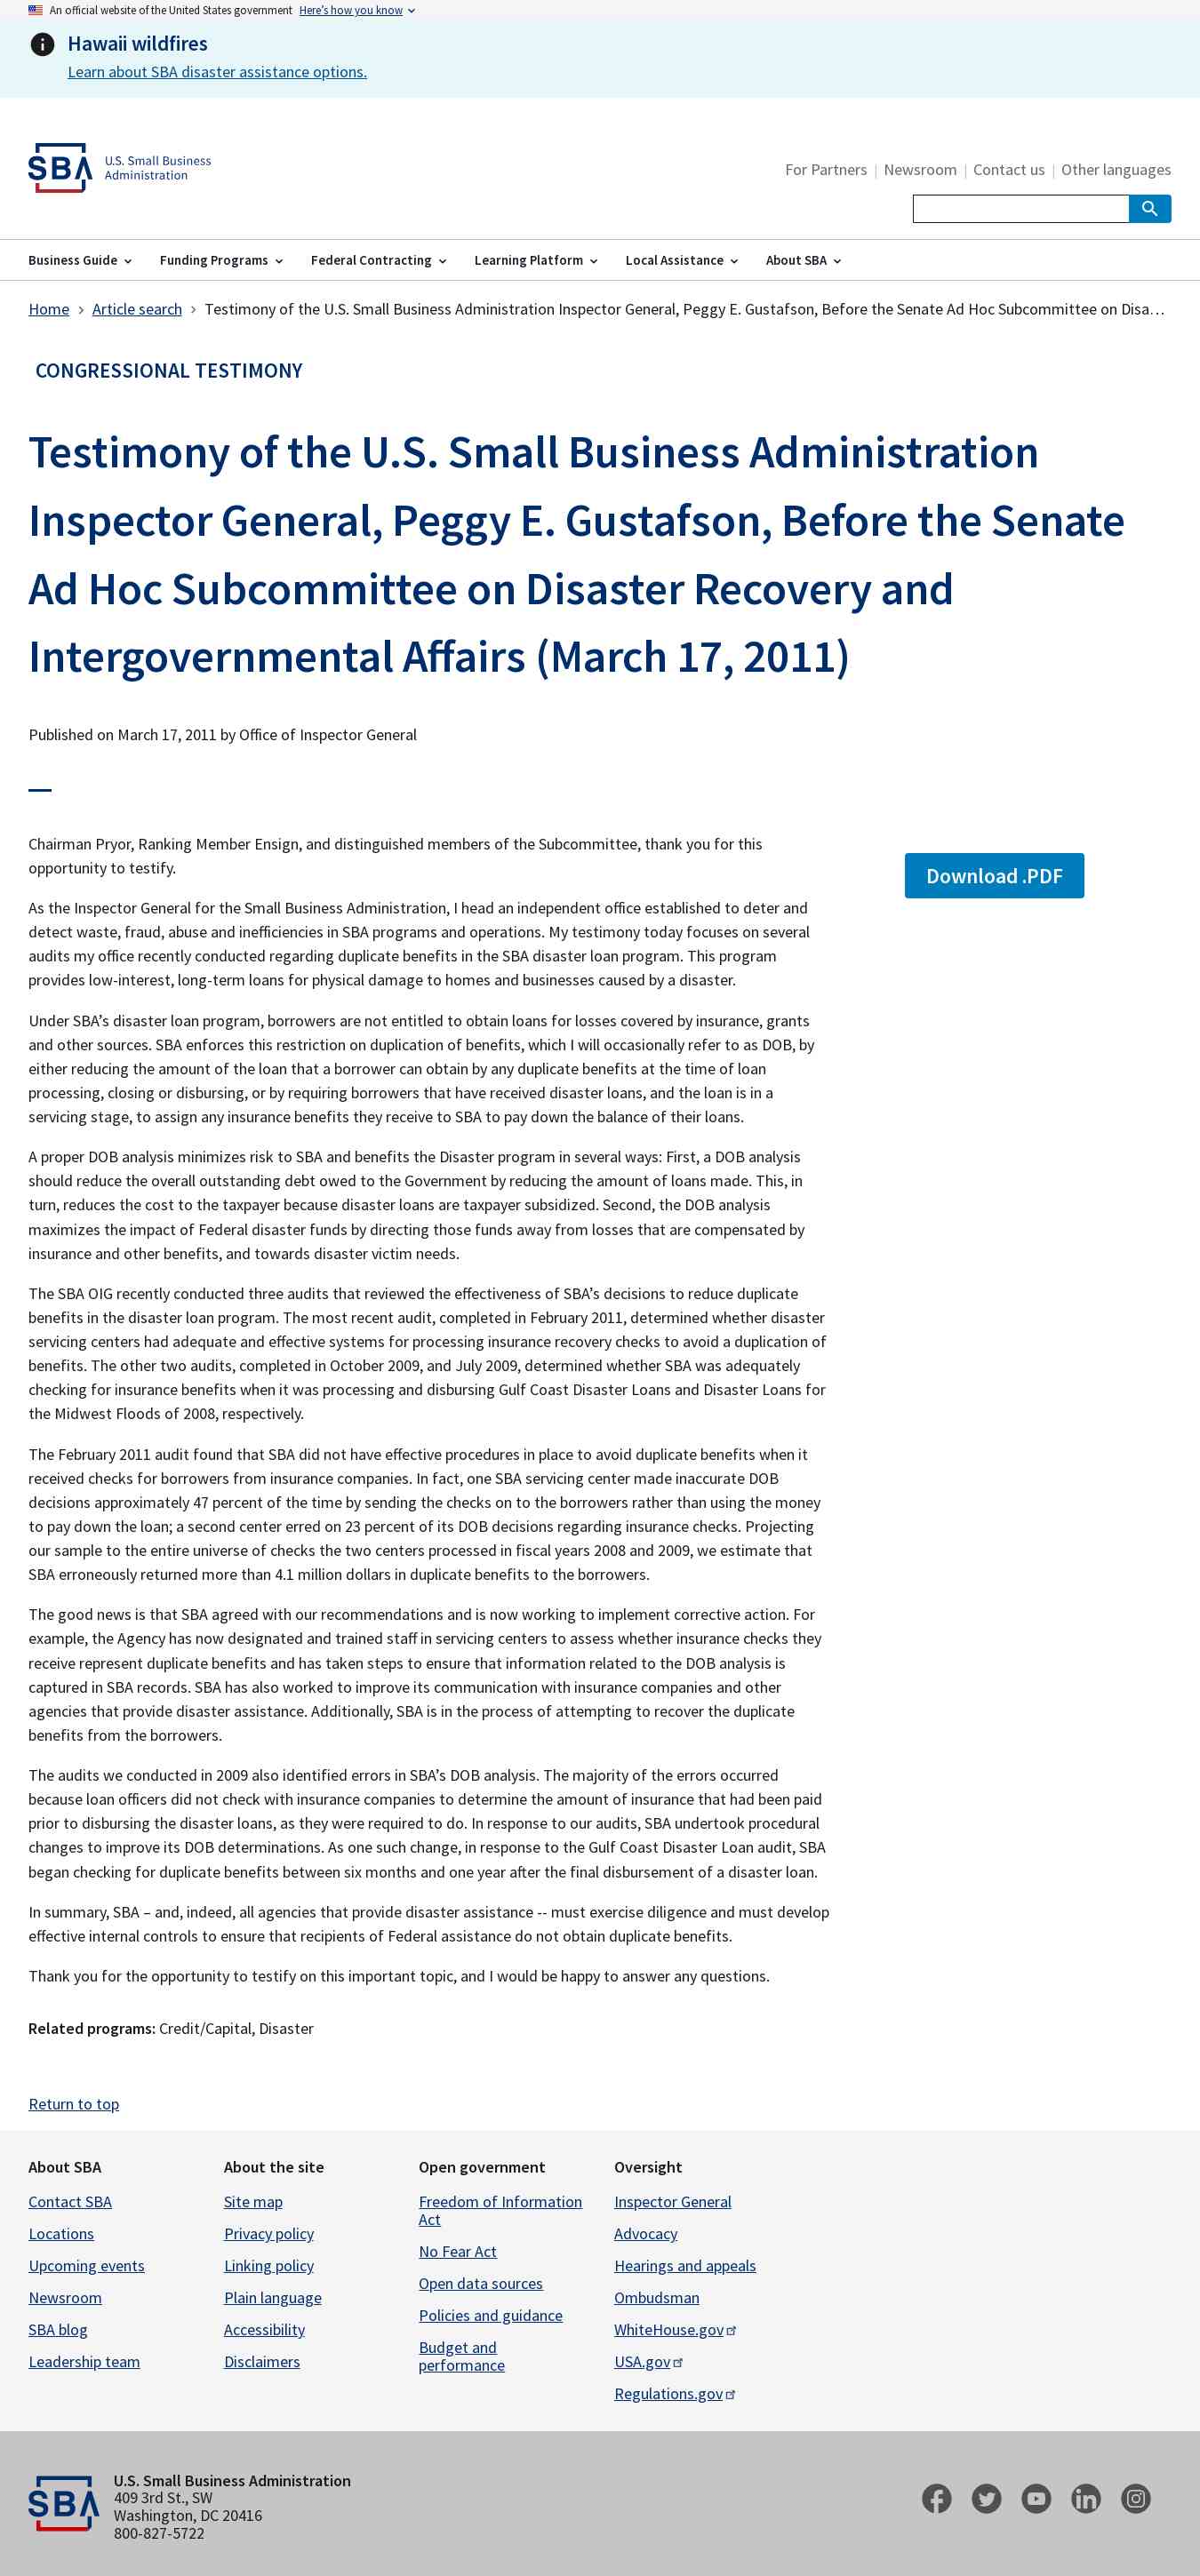 An official website of the United States government Here's how you know
Hawaii wildfires
Learn about SBA disaster assistance options.
SBA U.S. Small Business
Administration
For Partners | Newsroom | Contact us | Other languages
Business Guide Funding Programs Federal Contracting Learning Platform Local Assistance About SBA
Home Article search Testimony of the U.S. Small Business Administration Inspector General, Peggy E. Gustafson, Before the Senate Ad Hoc Subcommittee on Disa…
CONGRESSIONAL TESTIMONY
Testimony of the U.S. Small Business Administration
Inspector General, Peggy E. Gustafson, Before the Senate
Ad Hoc Subcommittee on Disaster Recovery and
Intergovernmental Affairs (March 17, 2011)
Published on March 17, 2011 by Office of Inspector General
Chairman Pryor, Ranking Member Ensign, and distinguished members of the Subcommittee, thank you for this
opportunity to testify.
Download .PDF
As the Inspector General for the Small Business Administration, I head an independent office established to deter and
detect waste, fraud, abuse and inefficiencies in SBA programs and operations. My testimony today focuses on several
audits my office recently conducted regarding duplicate benefits in the SBA disaster loan program. This program
provides low-interest, long-term loans for physical damage to homes and businesses caused by a disaster.
Under SBA’s disaster loan program, borrowers are not entitled to obtain loans for losses covered by insurance, grants
and other sources. SBA enforces this restriction on duplication of benefits, which I will occasionally refer to as DOB, by
either reducing the amount of the loan that a borrower can obtain by any duplicate benefits at the time of loan
processing, closing or disbursing, or by requiring borrowers that have received disaster loans, and the loan is in a
servicing stage, to assign any insurance benefits they receive to SBA to pay down the balance of their loans.
A proper DOB analysis minimizes risk to SBA and benefits the Disaster program in several ways: First, a DOB analysis
should reduce the overall outstanding debt owed to the Government by reducing the amount of loans made. This, in
turn, reduces the cost to the taxpayer because disaster loans are taxpayer subsidized. Second, the DOB analysis
maximizes the impact of Federal disaster funds by directing those funds away from losses that are compensated by
insurance and other benefits, and towards disaster victim needs.
The SBA OIG recently conducted three audits that reviewed the effectiveness of SBA’s decisions to reduce duplicate
benefits in the disaster loan program. The most recent audit, completed in February 2011, determined whether disaster
servicing centers had adequate and effective systems for processing insurance recovery checks to avoid a duplication of
benefits. The other two audits, completed in October 2009, and July 2009, determined whether SBA was adequately
checking for insurance benefits when it was processing and disbursing Gulf Coast Disaster Loans and Disaster Loans for
the Midwest Floods of 2008, respectively.
The February 2011 audit found that SBA did not have effective procedures in place to avoid duplicate benefits when it
received checks for borrowers from insurance companies. In fact, one SBA servicing center made inaccurate DOB
decisions approximately 47 percent of the time by sending the checks on to the borrowers rather than using the money
to pay down the loan; a second center erred on 23 percent of its DOB decisions regarding insurance checks. Projecting
our sample to the entire universe of checks the two centers processed in fiscal years 2008 and 2009, we estimate that
SBA erroneously returned more than 4.1 million dollars in duplicate benefits to the borrowers.
The good news is that SBA agreed with our recommendations and is now working to implement corrective action. For
example, the Agency has now designated and trained staff in servicing centers to assess whether insurance checks they
receive represent duplicate benefits and has taken steps to ensure that information related to the DOB analysis is
captured in SBA records. SBA has also worked to improve its communication with insurance companies and other
agencies that provide disaster assistance. Additionally, SBA is in the process of attempting to recover the duplicate
benefits from the borrowers.
The audits we conducted in 2009 also identified errors in SBA’s DOB analysis. The majority of the errors occurred
because loan officers did not check with insurance companies to determine the amount of insurance that had been paid
prior to disbursing the disaster loans, as they were required to do. In response to our audits, SBA undertook procedural
changes to improve its DOB determinations. As one such change, in response to the Gulf Coast Disaster Loan audit, SBA
began checking for duplicate benefits between six months and one year after the final disbursement of a disaster loan.
In summary, SBA – and, indeed, all agencies that provide disaster assistance -- must exercise diligence and must develop
effective internal controls to ensure that recipients of Federal assistance do not obtain duplicate benefits.
Thank you for the opportunity to testify on this important topic, and I would be happy to answer any questions.
Related programs: Credit/Capital, Disaster
Return to top
About SBA
Contact SBA
Locations
Upcoming events
Newsroom
SBA blog
Leadership team
About the site
Site map
Privacy policy
Linking policy
Plain language
Accessibility
Disclaimers
Open government
Freedom of Information
Act
No Fear Act
Open data sources
Policies and guidance
Budget and
performance
Oversight
Inspector General
Advocacy
Hearings and appeals
Ombudsman
WhiteHouse.gov
USA.gov
Regulations.gov
SBA
U.S. Small Business Administration
409 3rd St., SW
Washington, DC 20416
800-827-5722